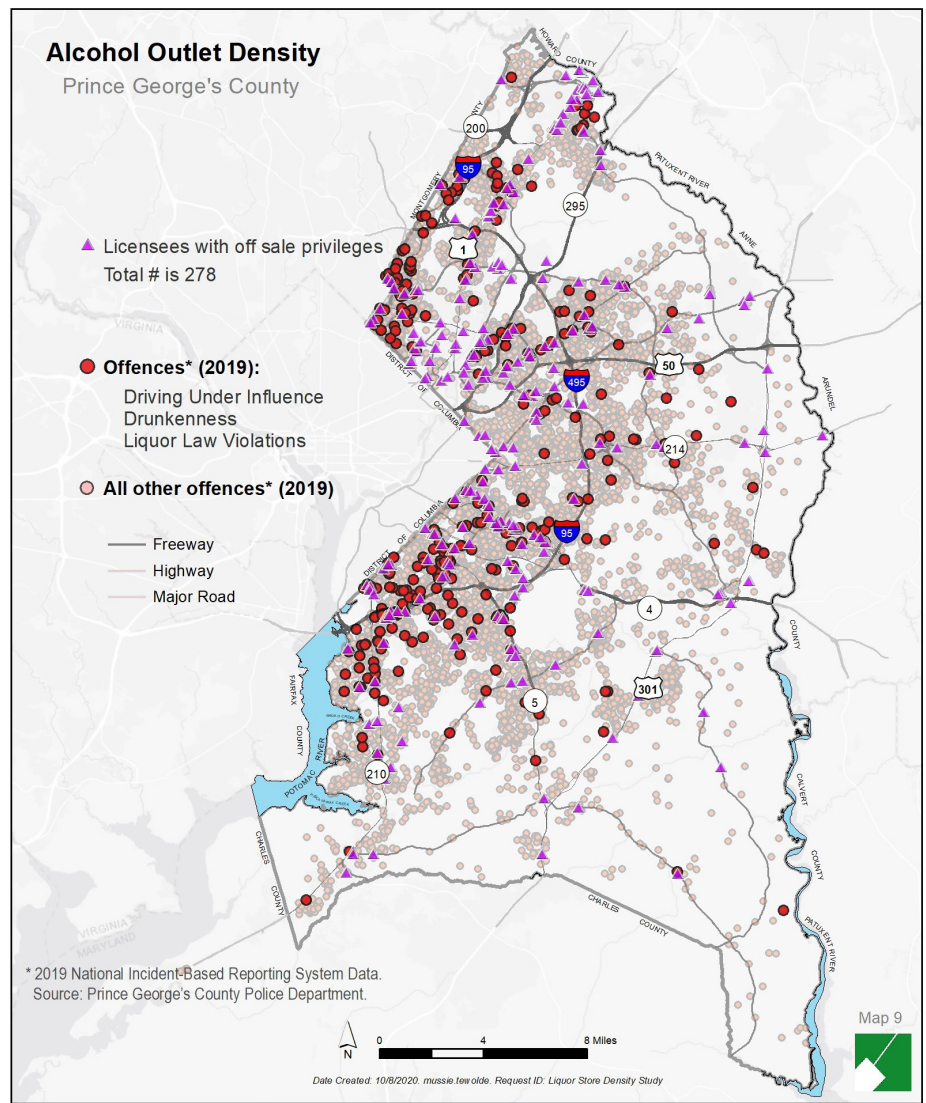 Alcohol Outlet Density
Prince George's County
HOWARD
COUNTY
COUNTY
200
95
MONTGOMERY
PATUXENT RIVER
295
ANNE
1
Licensees with off sale privileges
Total # is 278
VIRGINIA
DISTRICT OF COLUMBIA
50
495
ARUNDEL
Offences* (2019):
Driving Under Influence
Drunkenness
Liquor Law Violations
214
All other offences* (2019)
DISTRICT OF COLUMBIA
95
Freeway
Highway
Major Road
4
COUNTY
301
5
FAIRFAX
COUNTY
POTOMAC RIVER
210
CALVERT
COUNTY
CHARLES
COUNTY
CHARLES
COUNTY
PATUXENT RIVER
VIRGINIA
MARYLAND
* 2019 National Incident-Based Reporting System Data.
Source: Prince George's County Police Department.
Map 9
N
0 4 8 Miles
Date Created: 10/8/2020. mussie.tewolde. Request ID: Liquor Store Density Study